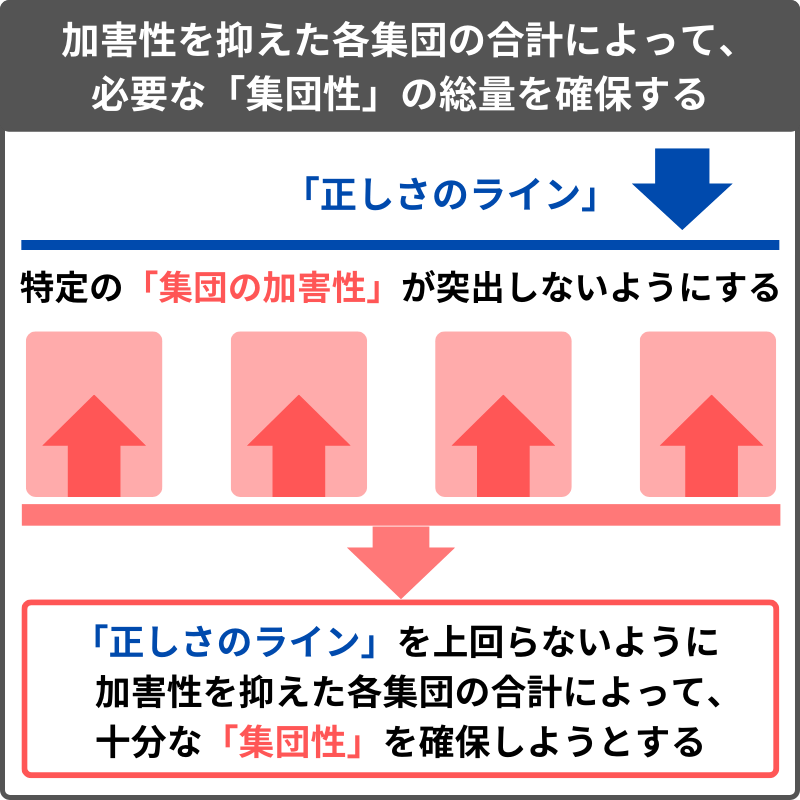 加害性を抑えた各集団の合計によって、
必要な「集団性」の総量を確保する
「正しさのライン」
特定の「集団の加害性」が突出しないようにする
「正しさのライン」を上回らないように
加害性を抑えた各集団の合計によって、
十分な「集団性」を確保しようとする